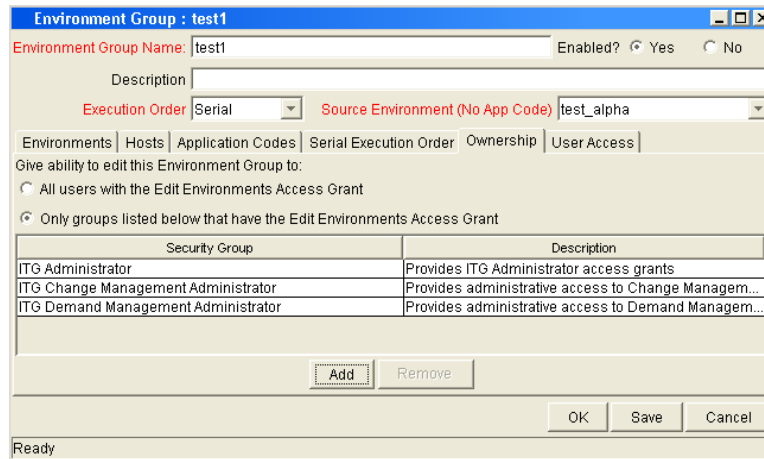 Environment Group : test1
Environment Group Name: test1 Enabled? Yes No
Description
Execution Order Serial Source Environment (No App Code) test_alpha
Environments Hosts Application Codes Serial Execution Order Ownership User Access
Give ability to edit this Environment Group to:
All users with the Edit Environments Access Grant
Only groups listed below that have the Edit Environments Access Grant
Security Group Description
ITG Administrator Provides ITG Administrator access grants
ITG Change Management Administrator Provides administrative access to Change Managem...
ITG Demand Management Administrator Provides administrative access to Demand Managem...
Add Remove
OK Save Cancel
Ready